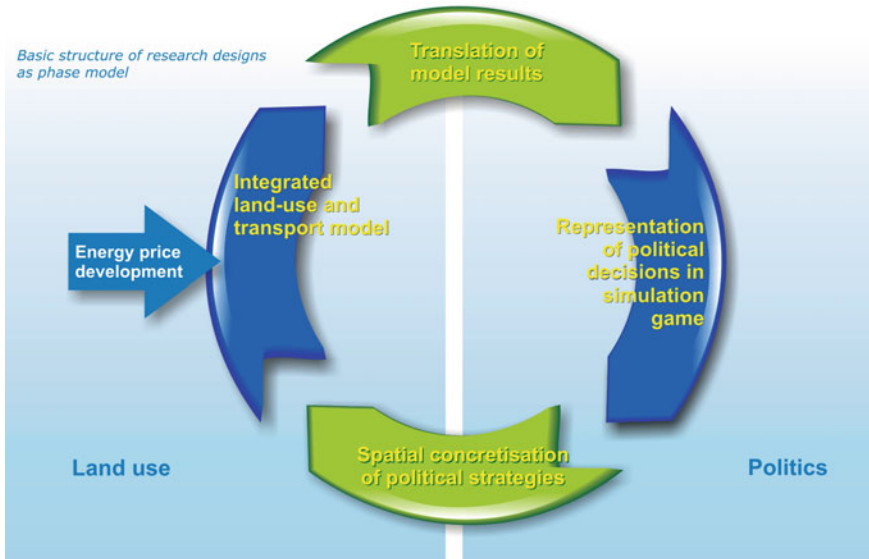 Basic structure of research designs
as phase model
Translation of
model results
Integrated
land-use and
transport model
Energy price
development
Representation
of political
decisions in
simulation
game
Spatial concretisation
of political strategies
Land use
Politics